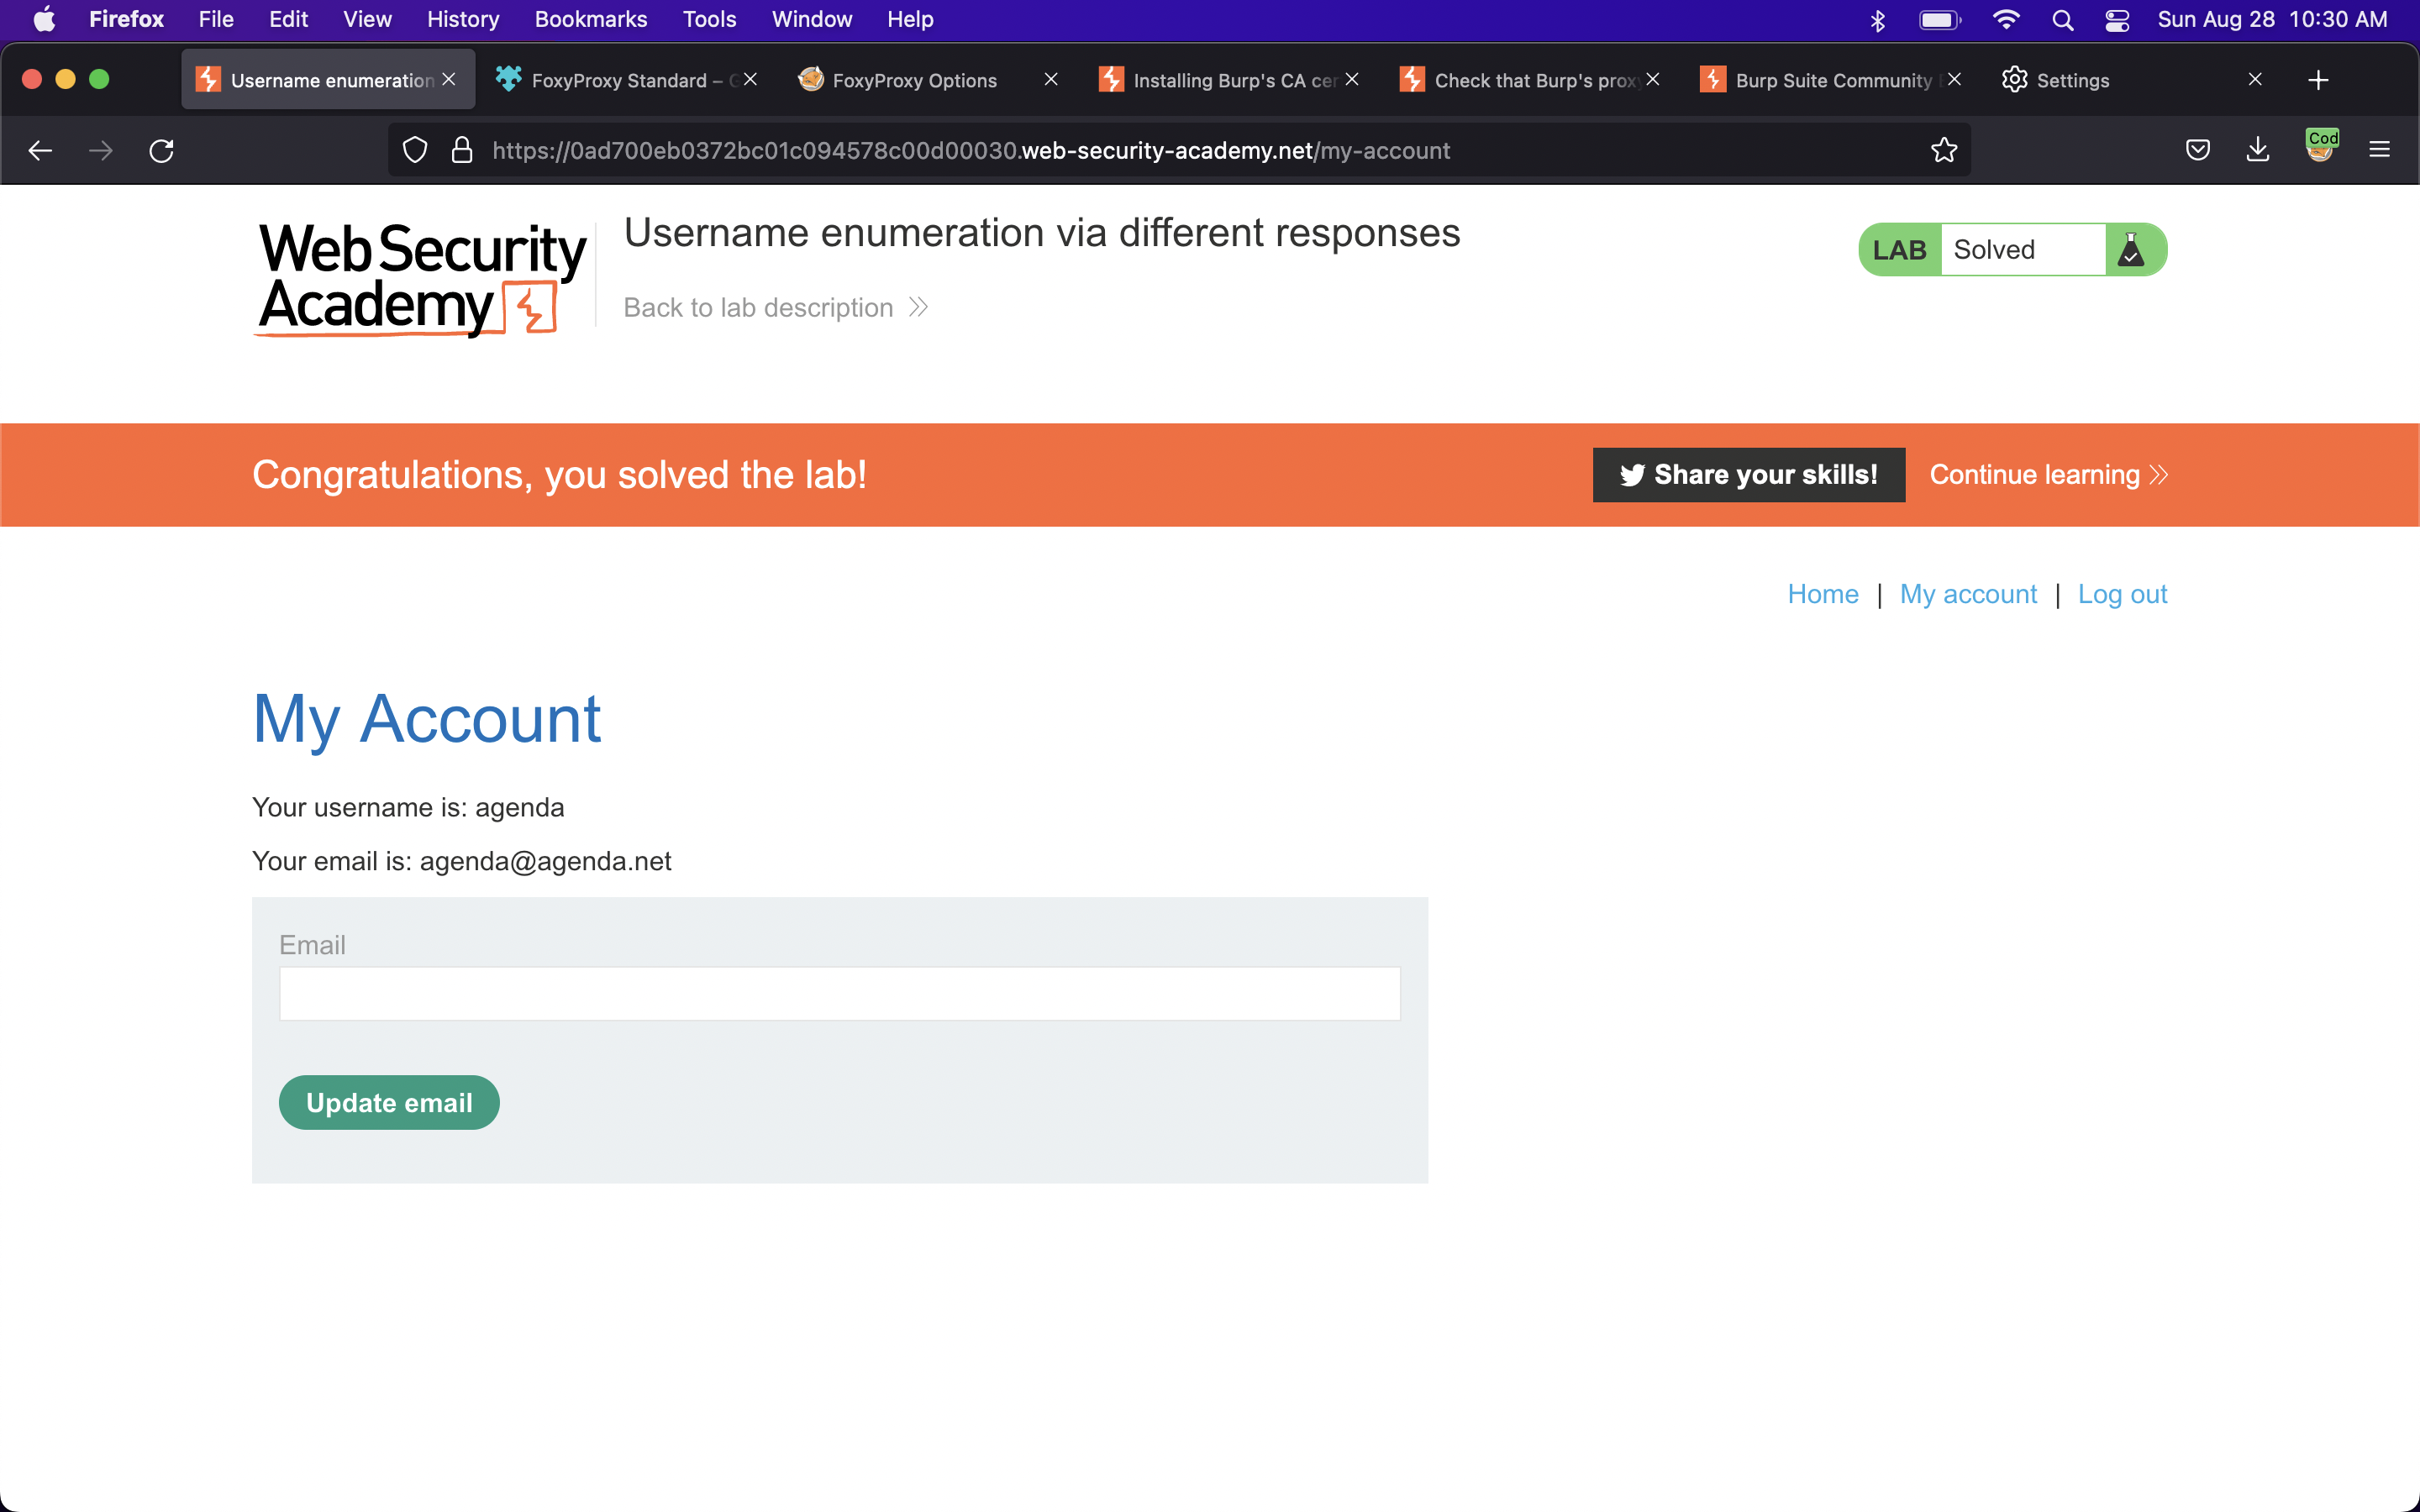 Firefox File Edit View History Bookmarks Tools Window Help Sun Aug 28 10:30 AM
Username enumeration FoxyProxy Standard – FoxyProxy Options Installing Burp's CA cer Check that Burp's prox Burp Suite Community Settings
https://0ad700eb0372bc01c094578c00d00030.web-security-academy.net/my-account Cod
Web Security
Academy
Username enumeration via different responses
Back to lab description
LAB Solved
Congratulations, you solved the lab! Share your skills! Continue learning
Home | My account | Log out
My Account
Your username is: agenda
Your email is: agenda@agenda.net
Email
Update email